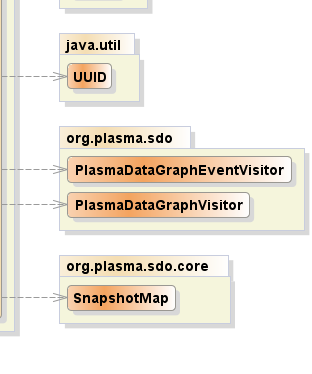 java.util
UUID
org.plasma.sdo
PlasmaDataGraphEventVisitor
PlasmaDataGraphVisitor
org.plasma.sdo.core
SnapshotMap